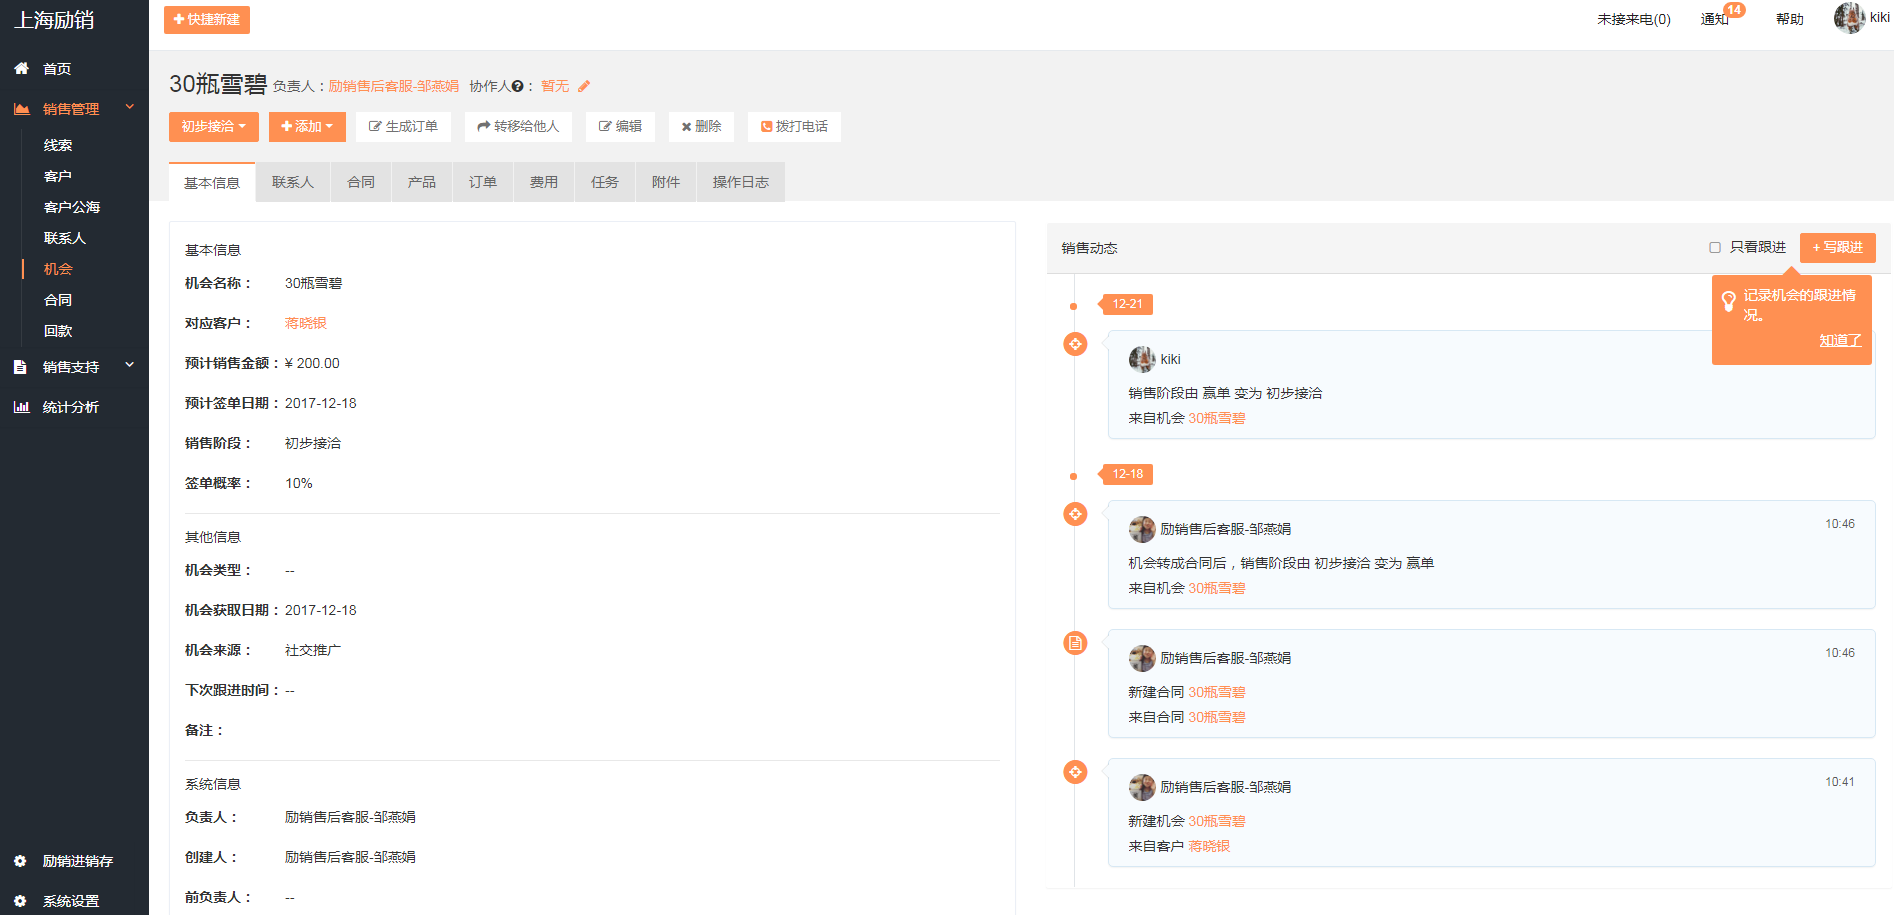 上海励销
快捷新建
未接来电(0)
通知
14
帮助
kiki
首页
销售管理
线索
客户
客户公海
联系人
机会
合同
回款
销售支持
统计分析
励销进销存
系统设置
30瓶雪碧 负责人：励销售后客服-邹燕娟 协作人?： 暂无
初步接洽 添加 生成订单 转移给他人 编辑 删除 拨打电话
基本信息 联系人 合同 产品 订单 费用 任务 附件 操作日志
基本信息
机会名称： 30瓶雪碧
对应客户： 蒋晓银
预计销售金额： ¥ 200.00
预计签单日期： 2017-12-18
销售阶段： 初步接洽
签单概率： 10%
其他信息
机会类型： --
机会获取日期： 2017-12-18
机会来源： 社交推广
下次跟进时间： --
备注：
系统信息
负责人： 励销售后客服-邹燕娟
创建人： 励销售后客服-邹燕娟
前负责人： --
销售动态
只看跟进
+ 写跟进
记录机会的跟进情
况。
知道了
12-21
kiki
销售阶段由 赢单 变为 初步接洽
来自机会 30瓶雪碧
12-18
励销售后客服-邹燕娟 10:46
机会转成合同后，销售阶段由 初步接洽 变为 赢单
来自机会 30瓶雪碧
励销售后客服-邹燕娟 10:46
新建合同 30瓶雪碧
来自合同 30瓶雪碧
励销售后客服-邹燕娟 10:41
新建机会 30瓶雪碧
来自客户 蒋晓银